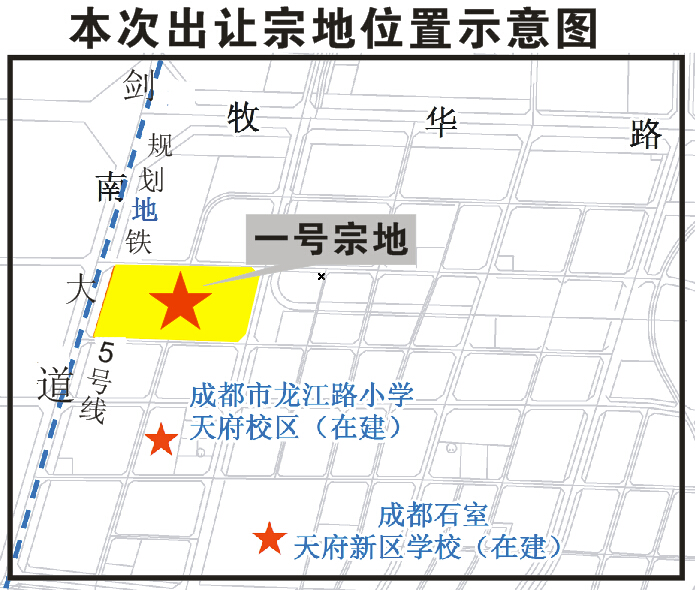 本次出让宗地位置示意图
剑南大道
牧华路
规划地铁5号线
一号宗地
成都市龙江路小学
天府校区（在建）
成都石室
天府新区学校（在建）